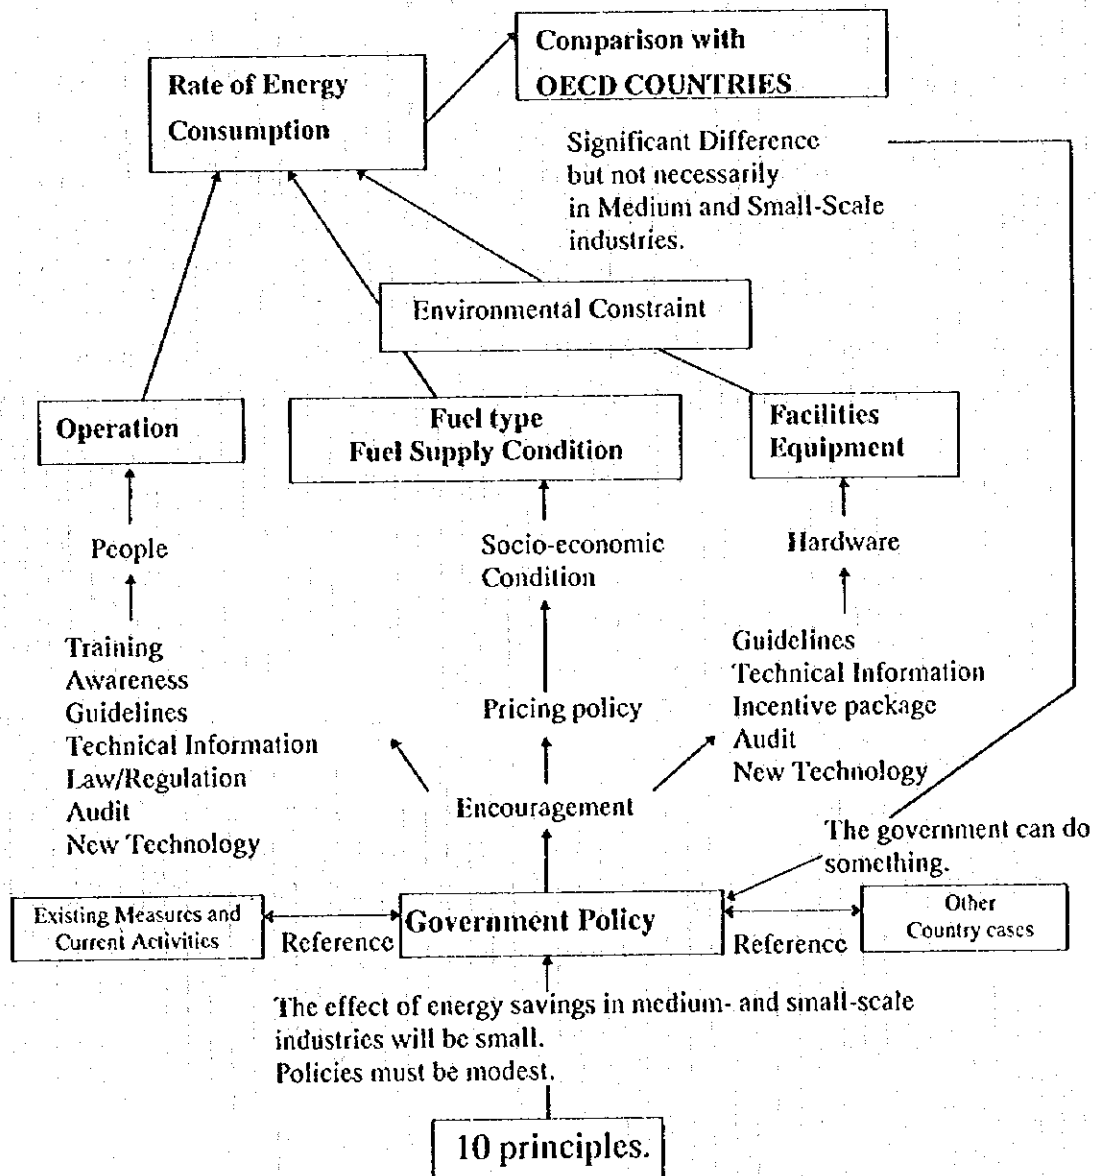 Comparison with
OECD COUNTRIES
Rate of Energy
Consumption
Significant Difference
but not necessarily
in Medium and Small-Scale
industries.
Environmental Constraint
Operation
Fuel type
Fuel Supply Condition
Facilities
Equipment
People
Socio-economic
Condition
Hardware
Training
Awareness
Guidelines
Technical Information
Law/Regulation
Audit
New Technology
Pricing policy
Guidelines
Technical Information
Incentive package
Audit
New Technology
Encouragement
The government can do
something.
Existing Measures and
Current Activities
Reference
Government Policy
Reference
Other
Country cases
The effect of energy savings in medium- and small-scale
industries will be small.
Policies must be modest.
10 principles.